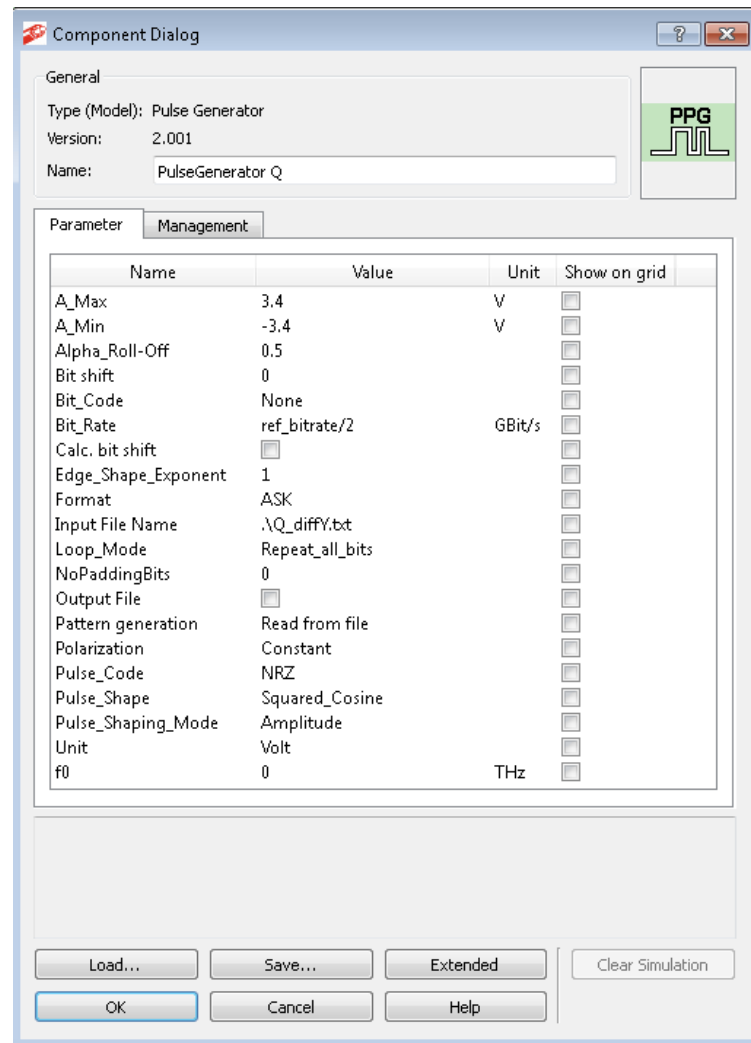 Component Dialog
General
Type (Model): Pulse Generator
Version: 2.001
Name: PulseGenerator Q
PPG
Parameter Management
Name Value Unit Show on grid
A_Max 3.4 V
A_Min -3.4 V
Alpha_Roll-Off 0.5
Bit shift 0
Bit_Code None
Bit_Rate ref_bitrate/2 GBit/s
Calc. bit shift
Edge_Shape_Exponent 1
Format ASK
Input File Name .\Q_diffY.txt
Loop_Mode Repeat_all_bits
NoPaddingBits 0
Output File
Pattern generation Read from file
Polarization Constant
Pulse_Code NRZ
Pulse_Shape Squared_Cosine
Pulse_Shaping_Mode Amplitude
Unit Volt
f0 0 THz
Load... Save... Extended Clear Simulation
OK Cancel Help